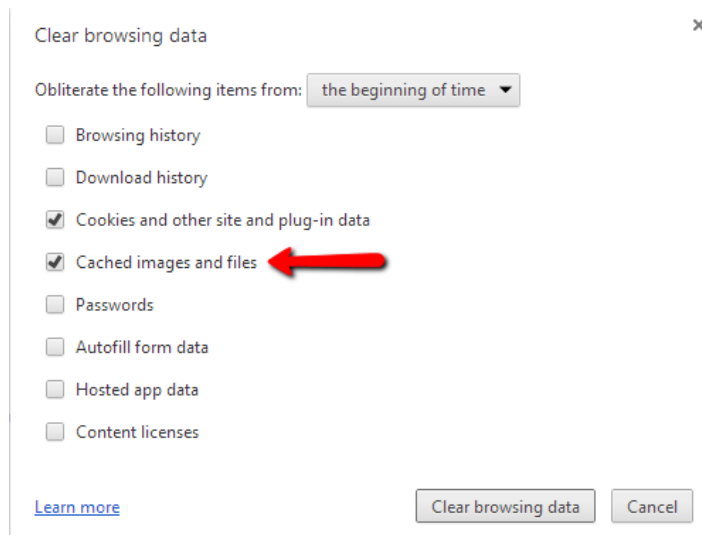 Clear browsing data
Obliterate the following items from: the beginning of time
Browsing history
Download history
Cookies and other site and plug-in data
Cached images and files
Passwords
Autofill form data
Hosted app data
Content licenses
Learn more Clear browsing data Cancel